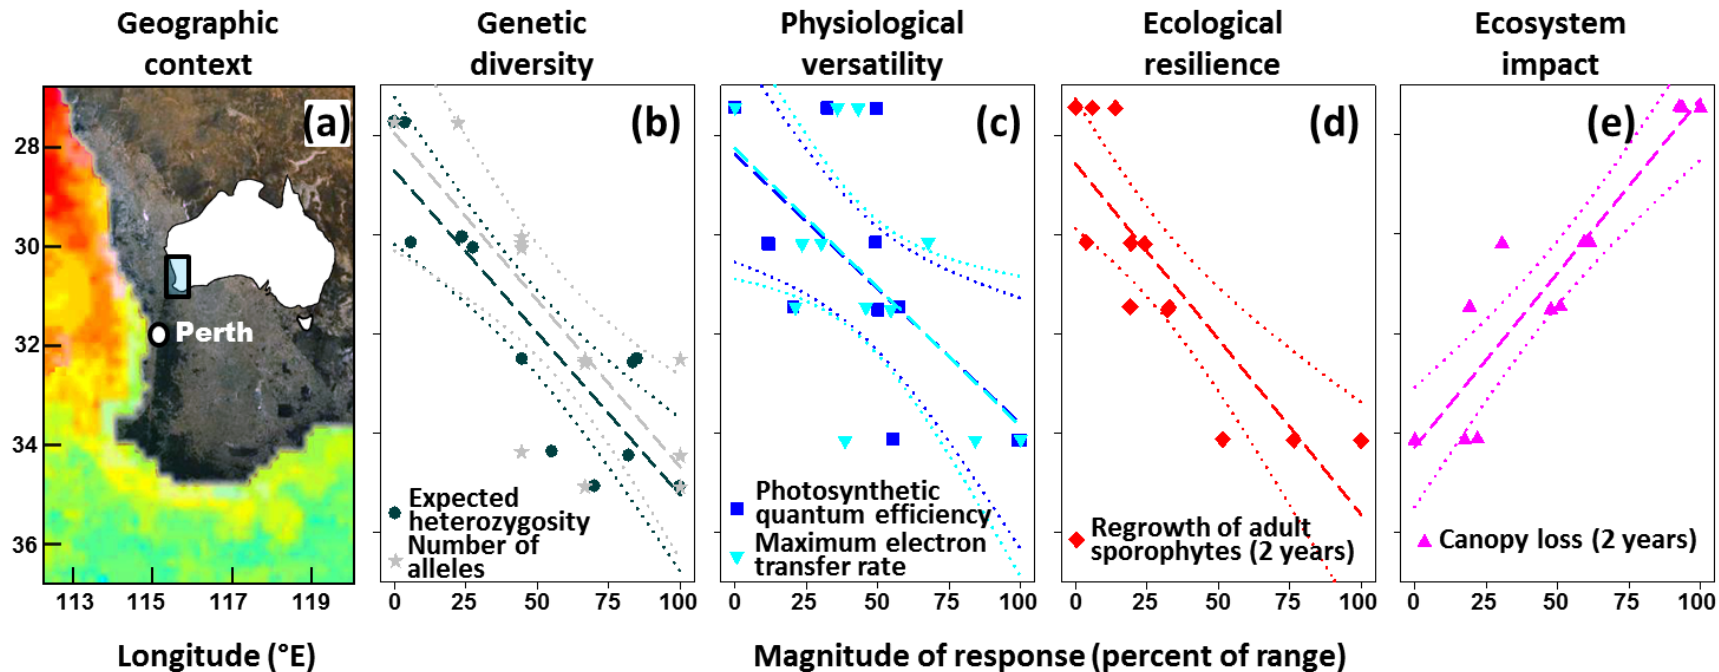 Geographic
context
Genetic
diversity
Physiological
versatility
Ecological
resilience
Ecosystem
impact
(a)
(b)
(c)
(d)
(e)
28
30
32
34
36
Perth
Expected
heterozygosity
Number of
alleles
Photosynthetic
quantum efficiency
Maximum electron
transfer rate
Regrowth of adult
sporophytes (2 years)
Canopy loss (2 years)
113 115 117 119
0 25 50 75 100
0 25 50 75 100
0 25 50 75 100
0 25 50 75 100
Longitude (°E)
Magnitude of response (percent of range)